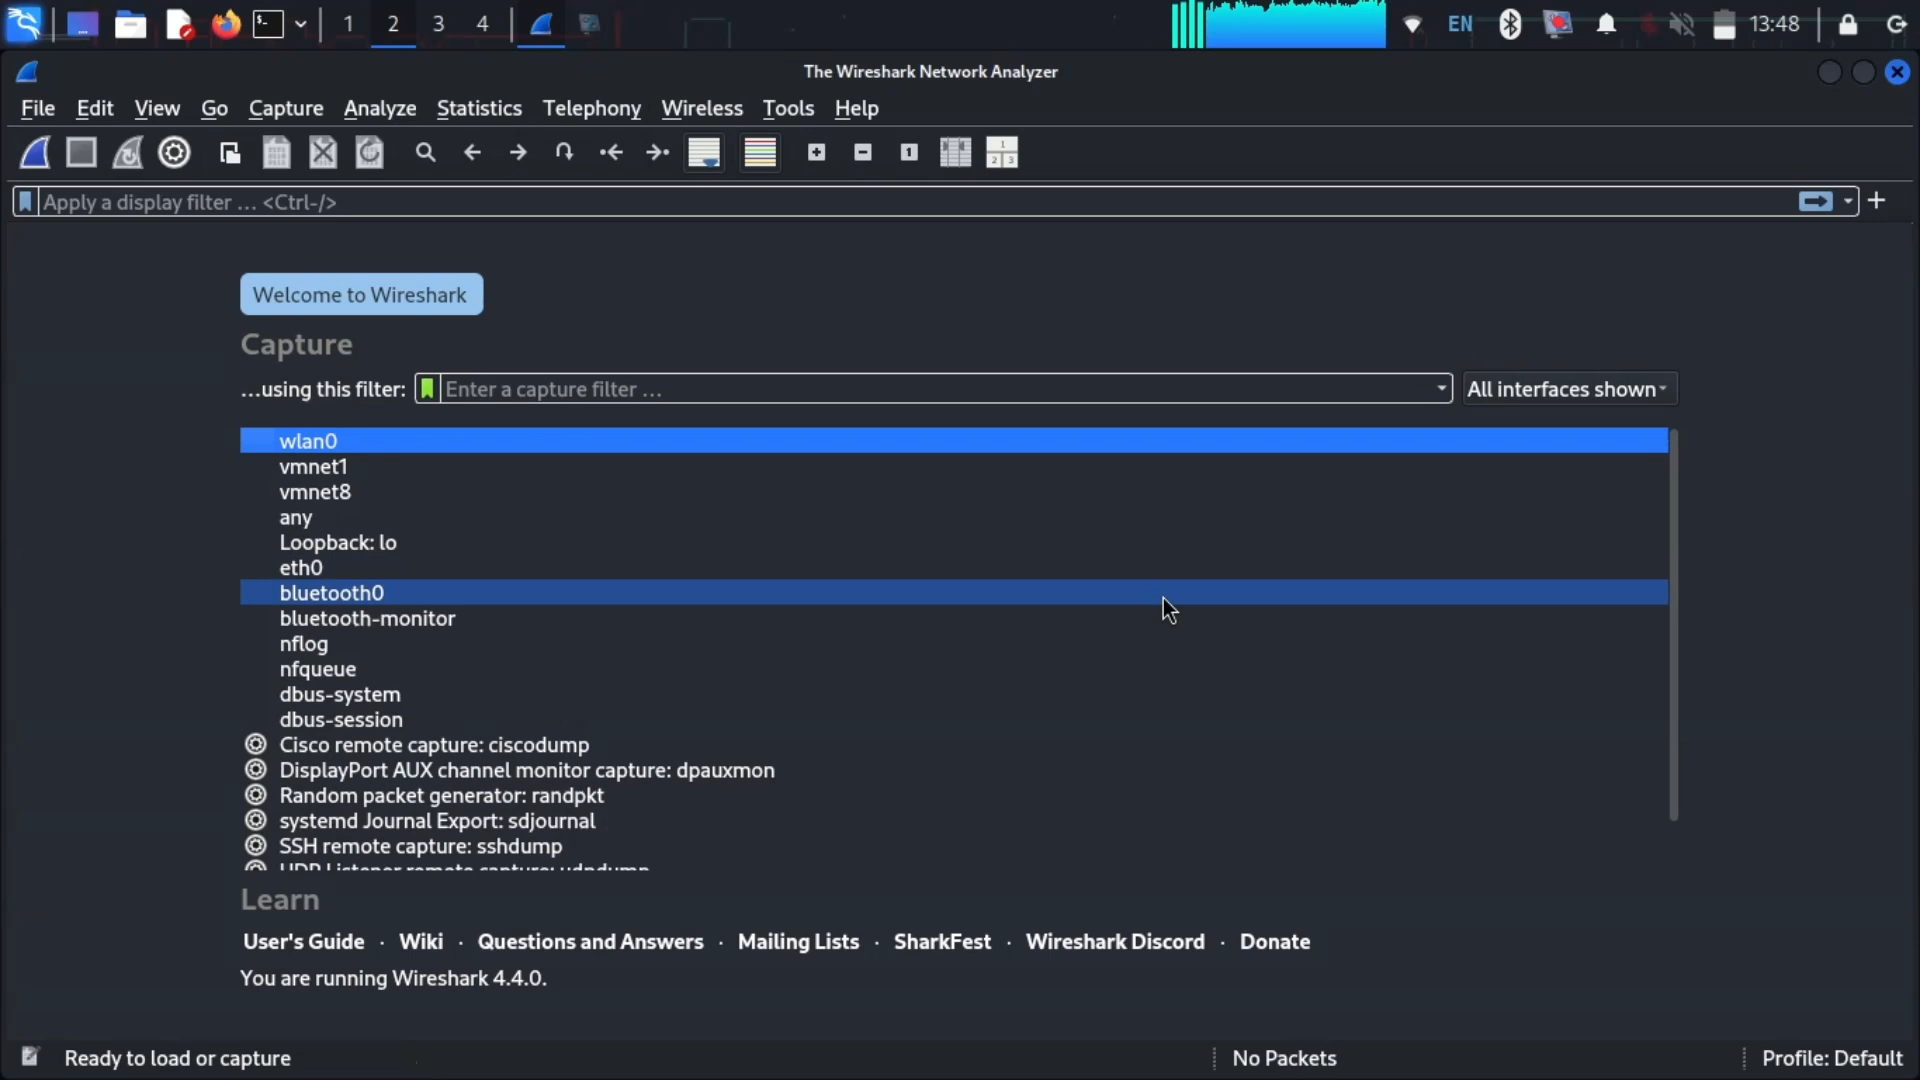 1 2 3 4 EN 13:48
The Wireshark Network Analyzer
File Edit View Go Capture Analyze Statistics Telephony Wireless Tools Help
Apply a display filter … <Ctrl-/>
Welcome to Wireshark
Capture
…using this filter: Enter a capture filter … All interfaces shown
wlan0
vmnet1
vmnet8
any
Loopback: lo
eth0
bluetooth0
bluetooth-monitor
nflog
nfqueue
dbus-system
dbus-session
Cisco remote capture: ciscodump
DisplayPort AUX channel monitor capture: dpauxmon
Random packet generator: randpkt
systemd Journal Export: sdjournal
SSH remote capture: sshdump
UDP Listener remote capture: udpdump
Learn
User's Guide · Wiki · Questions and Answers · Mailing Lists · SharkFest · Wireshark Discord · Donate
You are running Wireshark 4.4.0.
Ready to load or capture No Packets Profile: Default